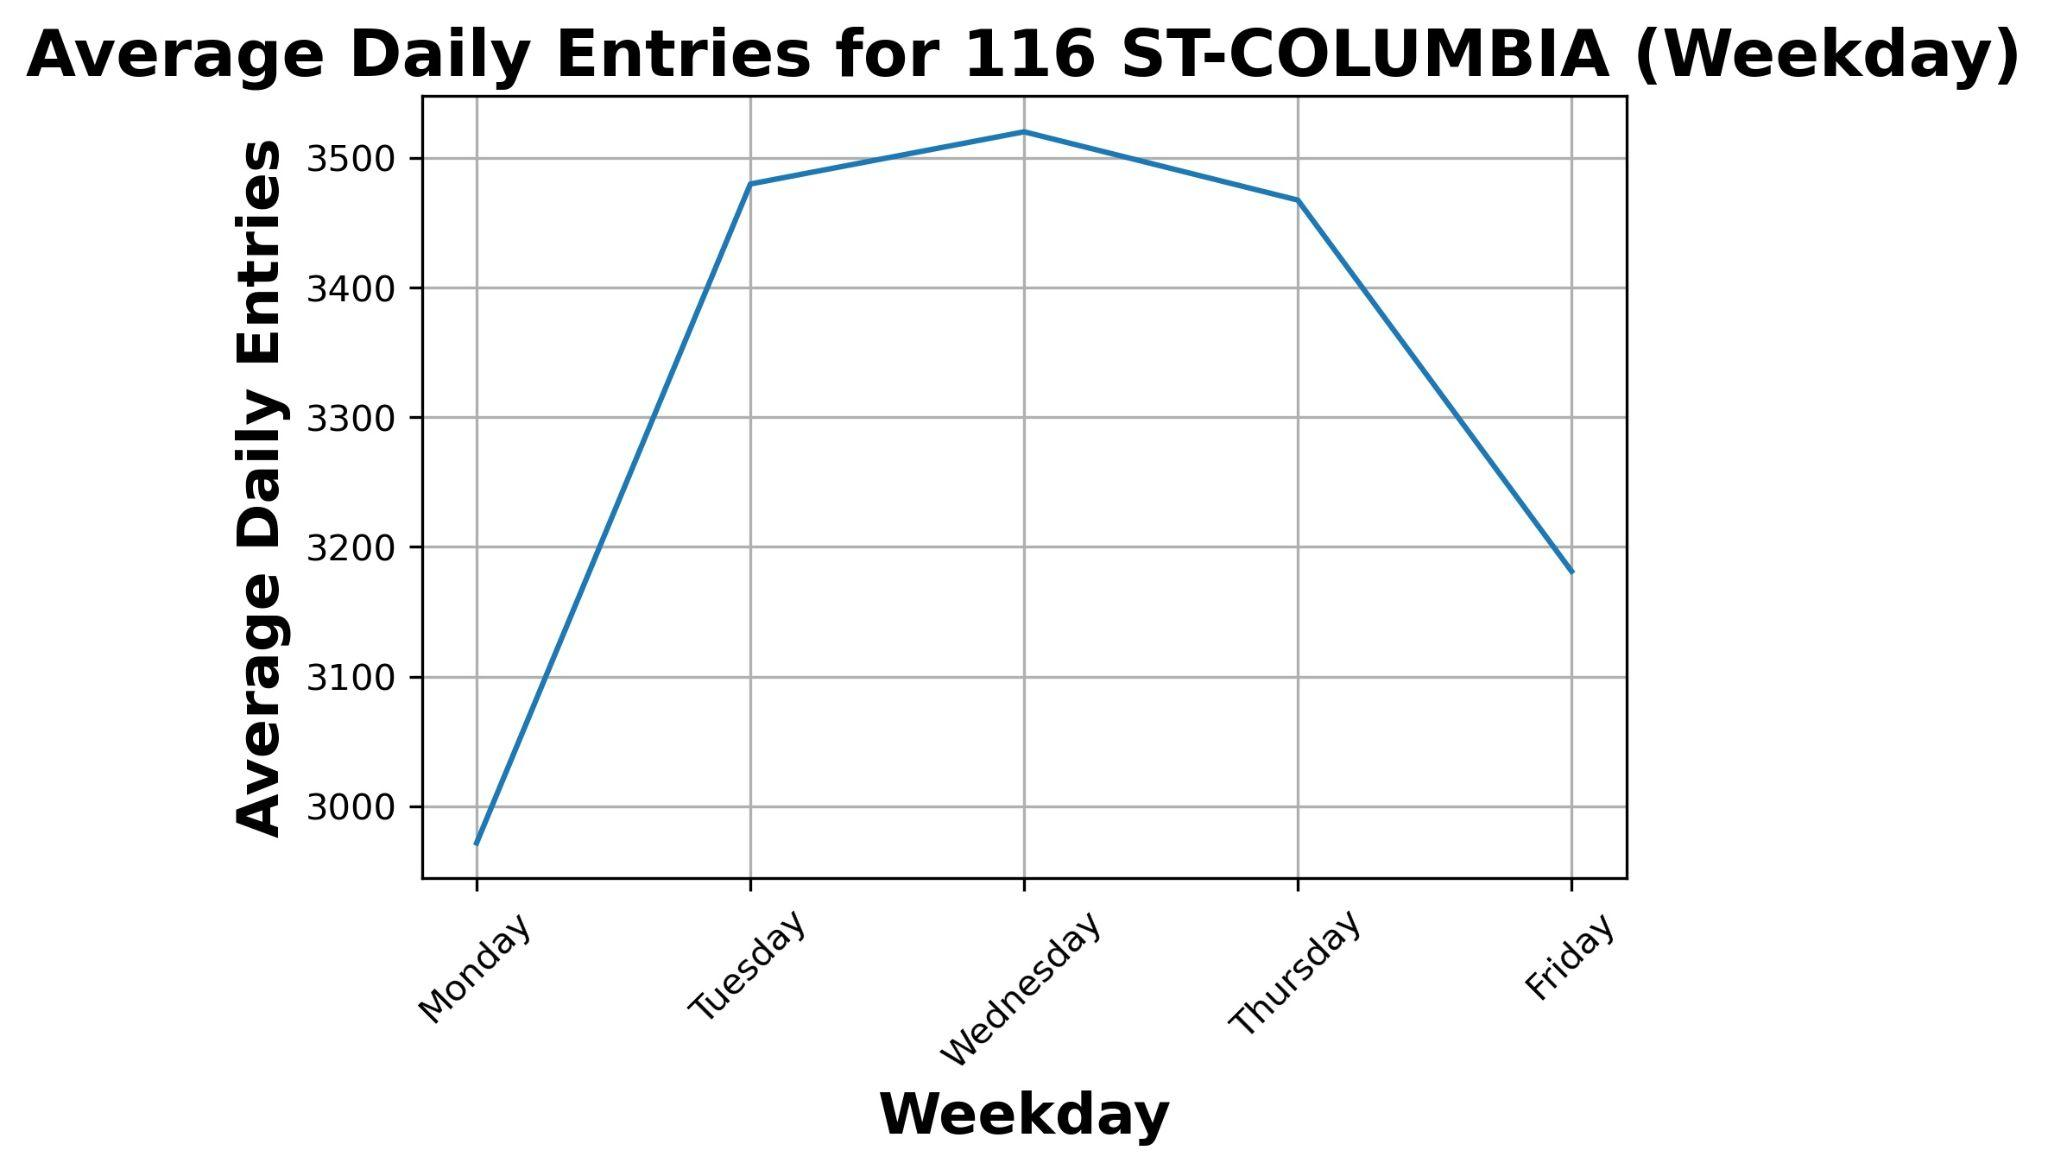 Average Daily Entries for 116 ST-COLUMBIA (Weekday)
Average Daily Entries
3500
3400
3300
3200
3100
3000
Monday
Tuesday
Wednesday
Thursday
Friday
Weekday